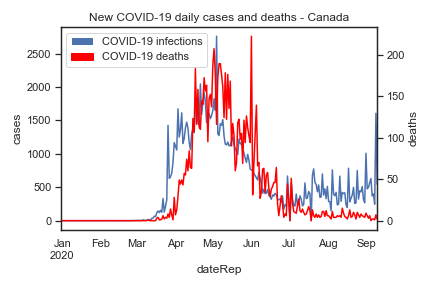 New COVID-19 daily cases and deaths - Canada
COVID-19 infections
COVID-19 deaths
2500
2000
1500
1000
500
0
cases
200
150
100
50
0
deaths
Jan Feb Mar Apr May Jun Jul Aug Sep
2020
dateRep